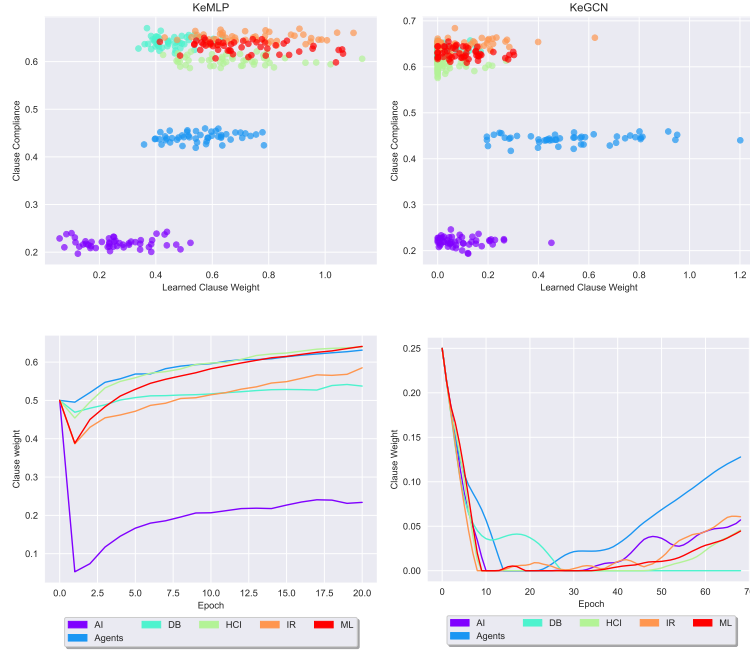 KeMLP
KeGCN
Clause Compliance
0.6
0.5
0.4
0.3
0.2
0.2
0.4
0.6
0.8
1.0
Learned Clause Weight
Clause Compliance
0.7
0.6
0.5
0.4
0.3
0.2
0.0
0.2
0.4
0.6
0.8
1.0
1.2
Learned Clause Weight
Clause weight
0.6
0.5
0.4
0.3
0.2
0.1
0.0
2.5
5.0
7.5
10.0
12.5
15.0
17.5
20.0
Epoch
AI
DB
HCI
IR
ML
Agents
Clause Weight
0.25
0.20
0.15
0.10
0.05
0.00
0
10
20
30
40
50
60
70
Epoch
AI
DB
HCI
IR
ML
Agents